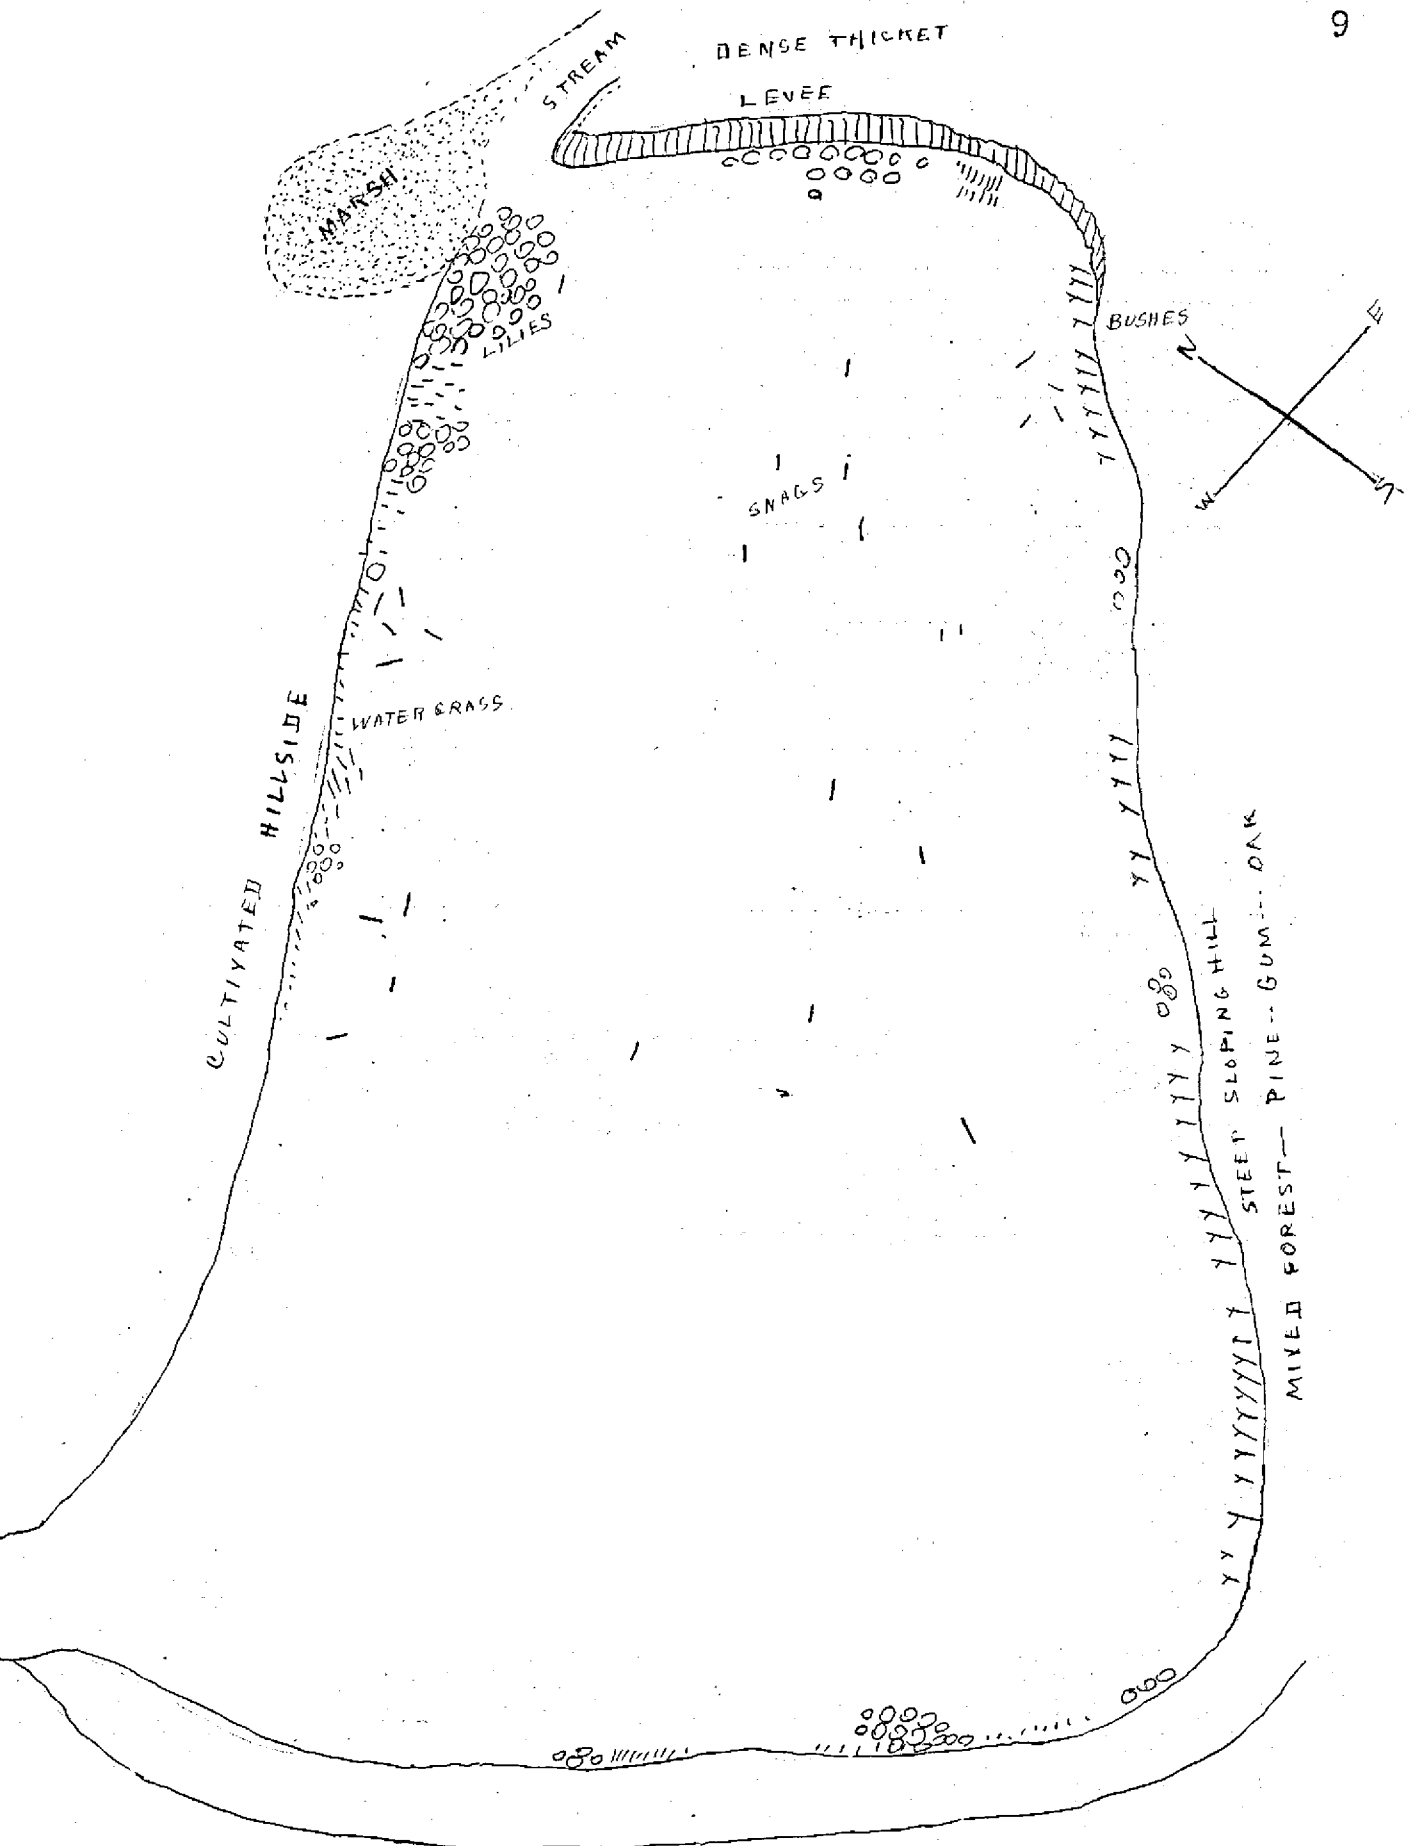 9
DENSE THICKET
STREAM
LEVEE
MARSH
LILIES
BUSHES
N
E
W
S
SNAGS
WATER GRASS
CULTIVATED HILLSIDE
STEEP SLOPING HILL
MIXED FOREST— PINE-- GUM--- OAK